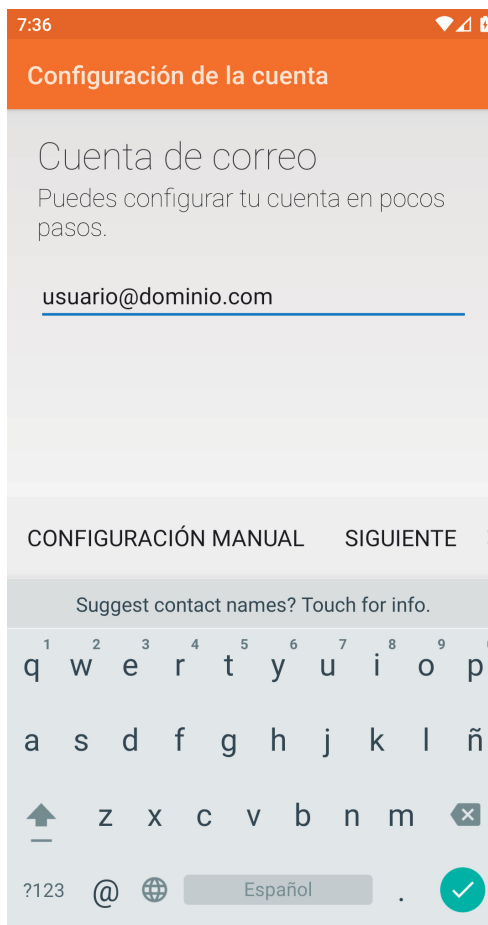 7:36
Configuración de la cuenta
Cuenta de correo
Puedes configurar tu cuenta en pocos
pasos.
usuario@dominio.com
CONFIGURACIÓN MANUAL SIGUIENTE
Suggest contact names? Touch for info.
1 2 3 4 5 6 7 8 9
q w e r t y u i o p
a s d f g h j k l ñ
z x c v b n m
?123 @ Español .